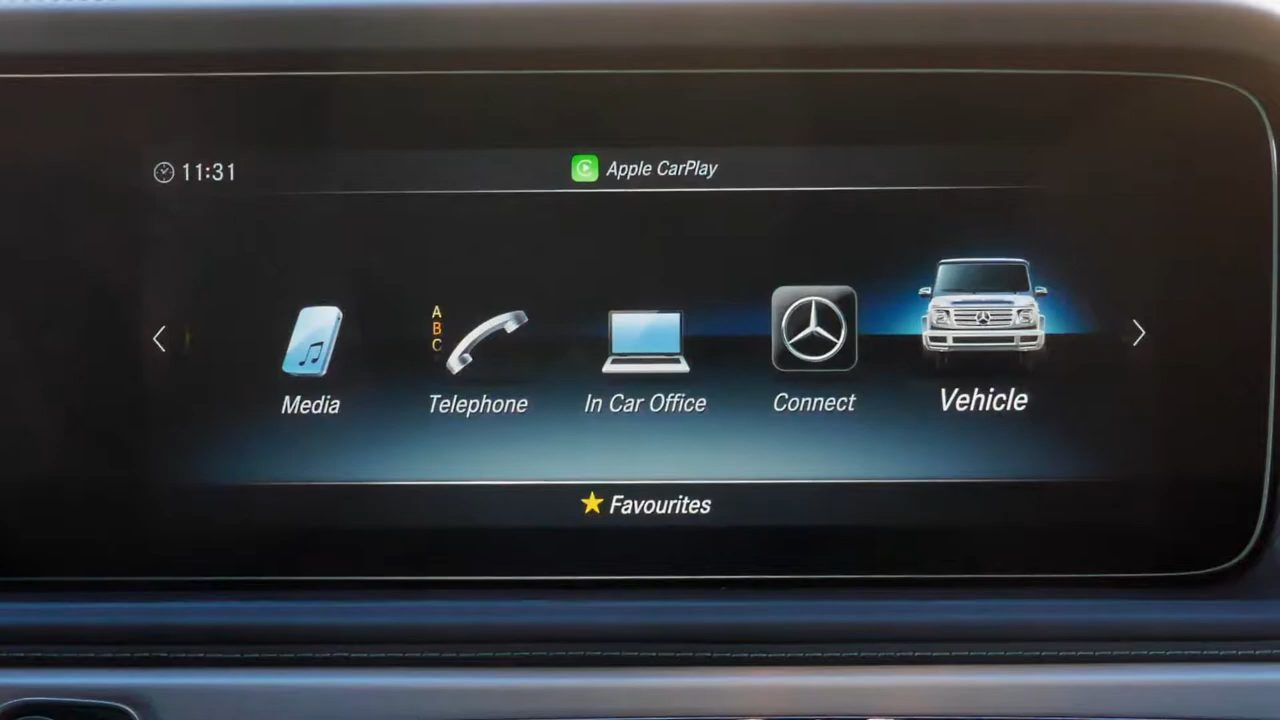 11:31
Apple CarPlay
A
B
C
Media
Telephone
In Car Office
Connect
Vehicle
Favourites